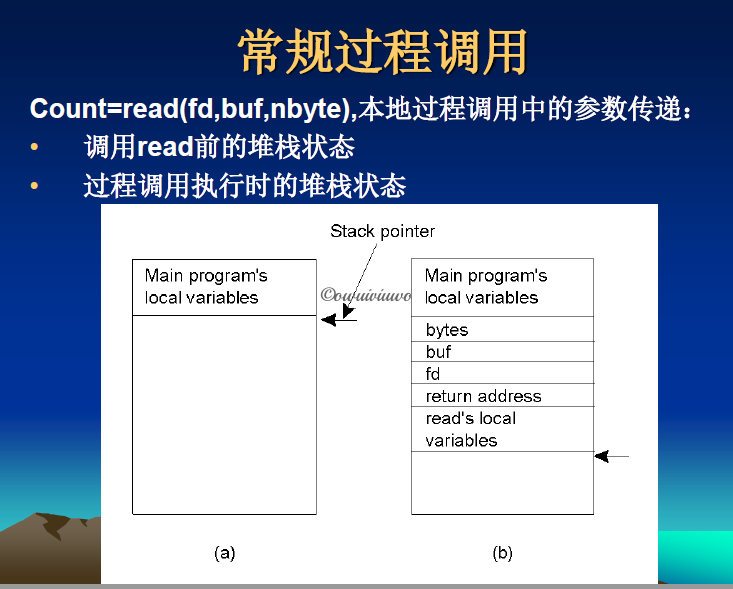 常规过程调用
Count=read(fd,buf,nbyte),本地过程调用中的参数传递：
• 调用read前的堆栈状态
• 过程调用执行时的堆栈状态
Stack pointer
Main program's
local variables
Main program's
local variables
bytes
buf
fd
return address
read's local
variables
(a)
(b)